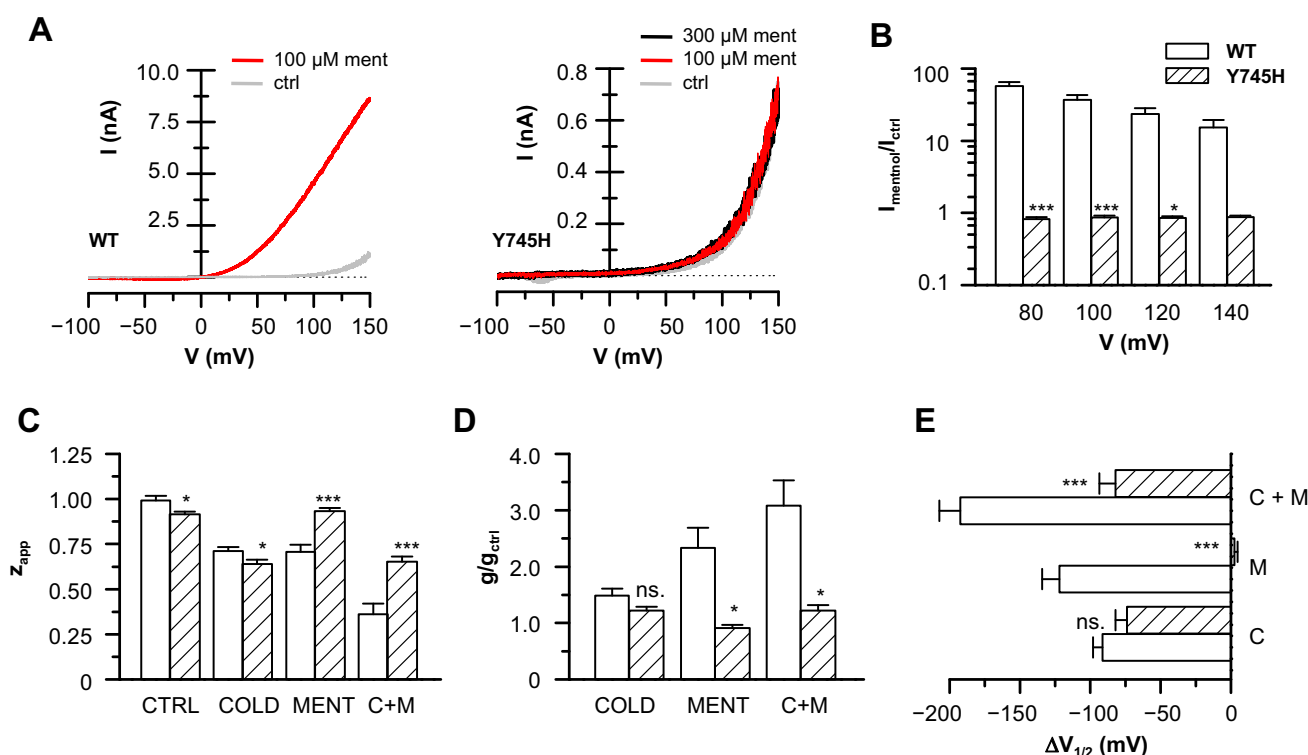 A
100 µM ment
ctrl
10.0
7.5
5.0
2.5
I (nA)
WT
−100
−50
0
50
100
150
V (mV)
300 µM ment
100 µM ment
ctrl
0.8
0.6
0.4
0.2
I (nA)
Y745H
−100
−50
0
50
100
150
V (mV)
B
WT
Y745H
100
10
1
0.1
Imentnol/Ictrl
*** *** *
80 100 120 140
V (mV)
C
1.25
1.00
0.75
0.50
0.25
0
zapp
* * *** ***
CTRL COLD MENT C+M
D
4.0
3.0
1.5
1.0
0.5
0
g/gctrl
ns. * *
COLD MENT C+M
E
*** C + M
*** M
ns. C
−200 −150 −100 −50 0
ΔV1/2 (mV)